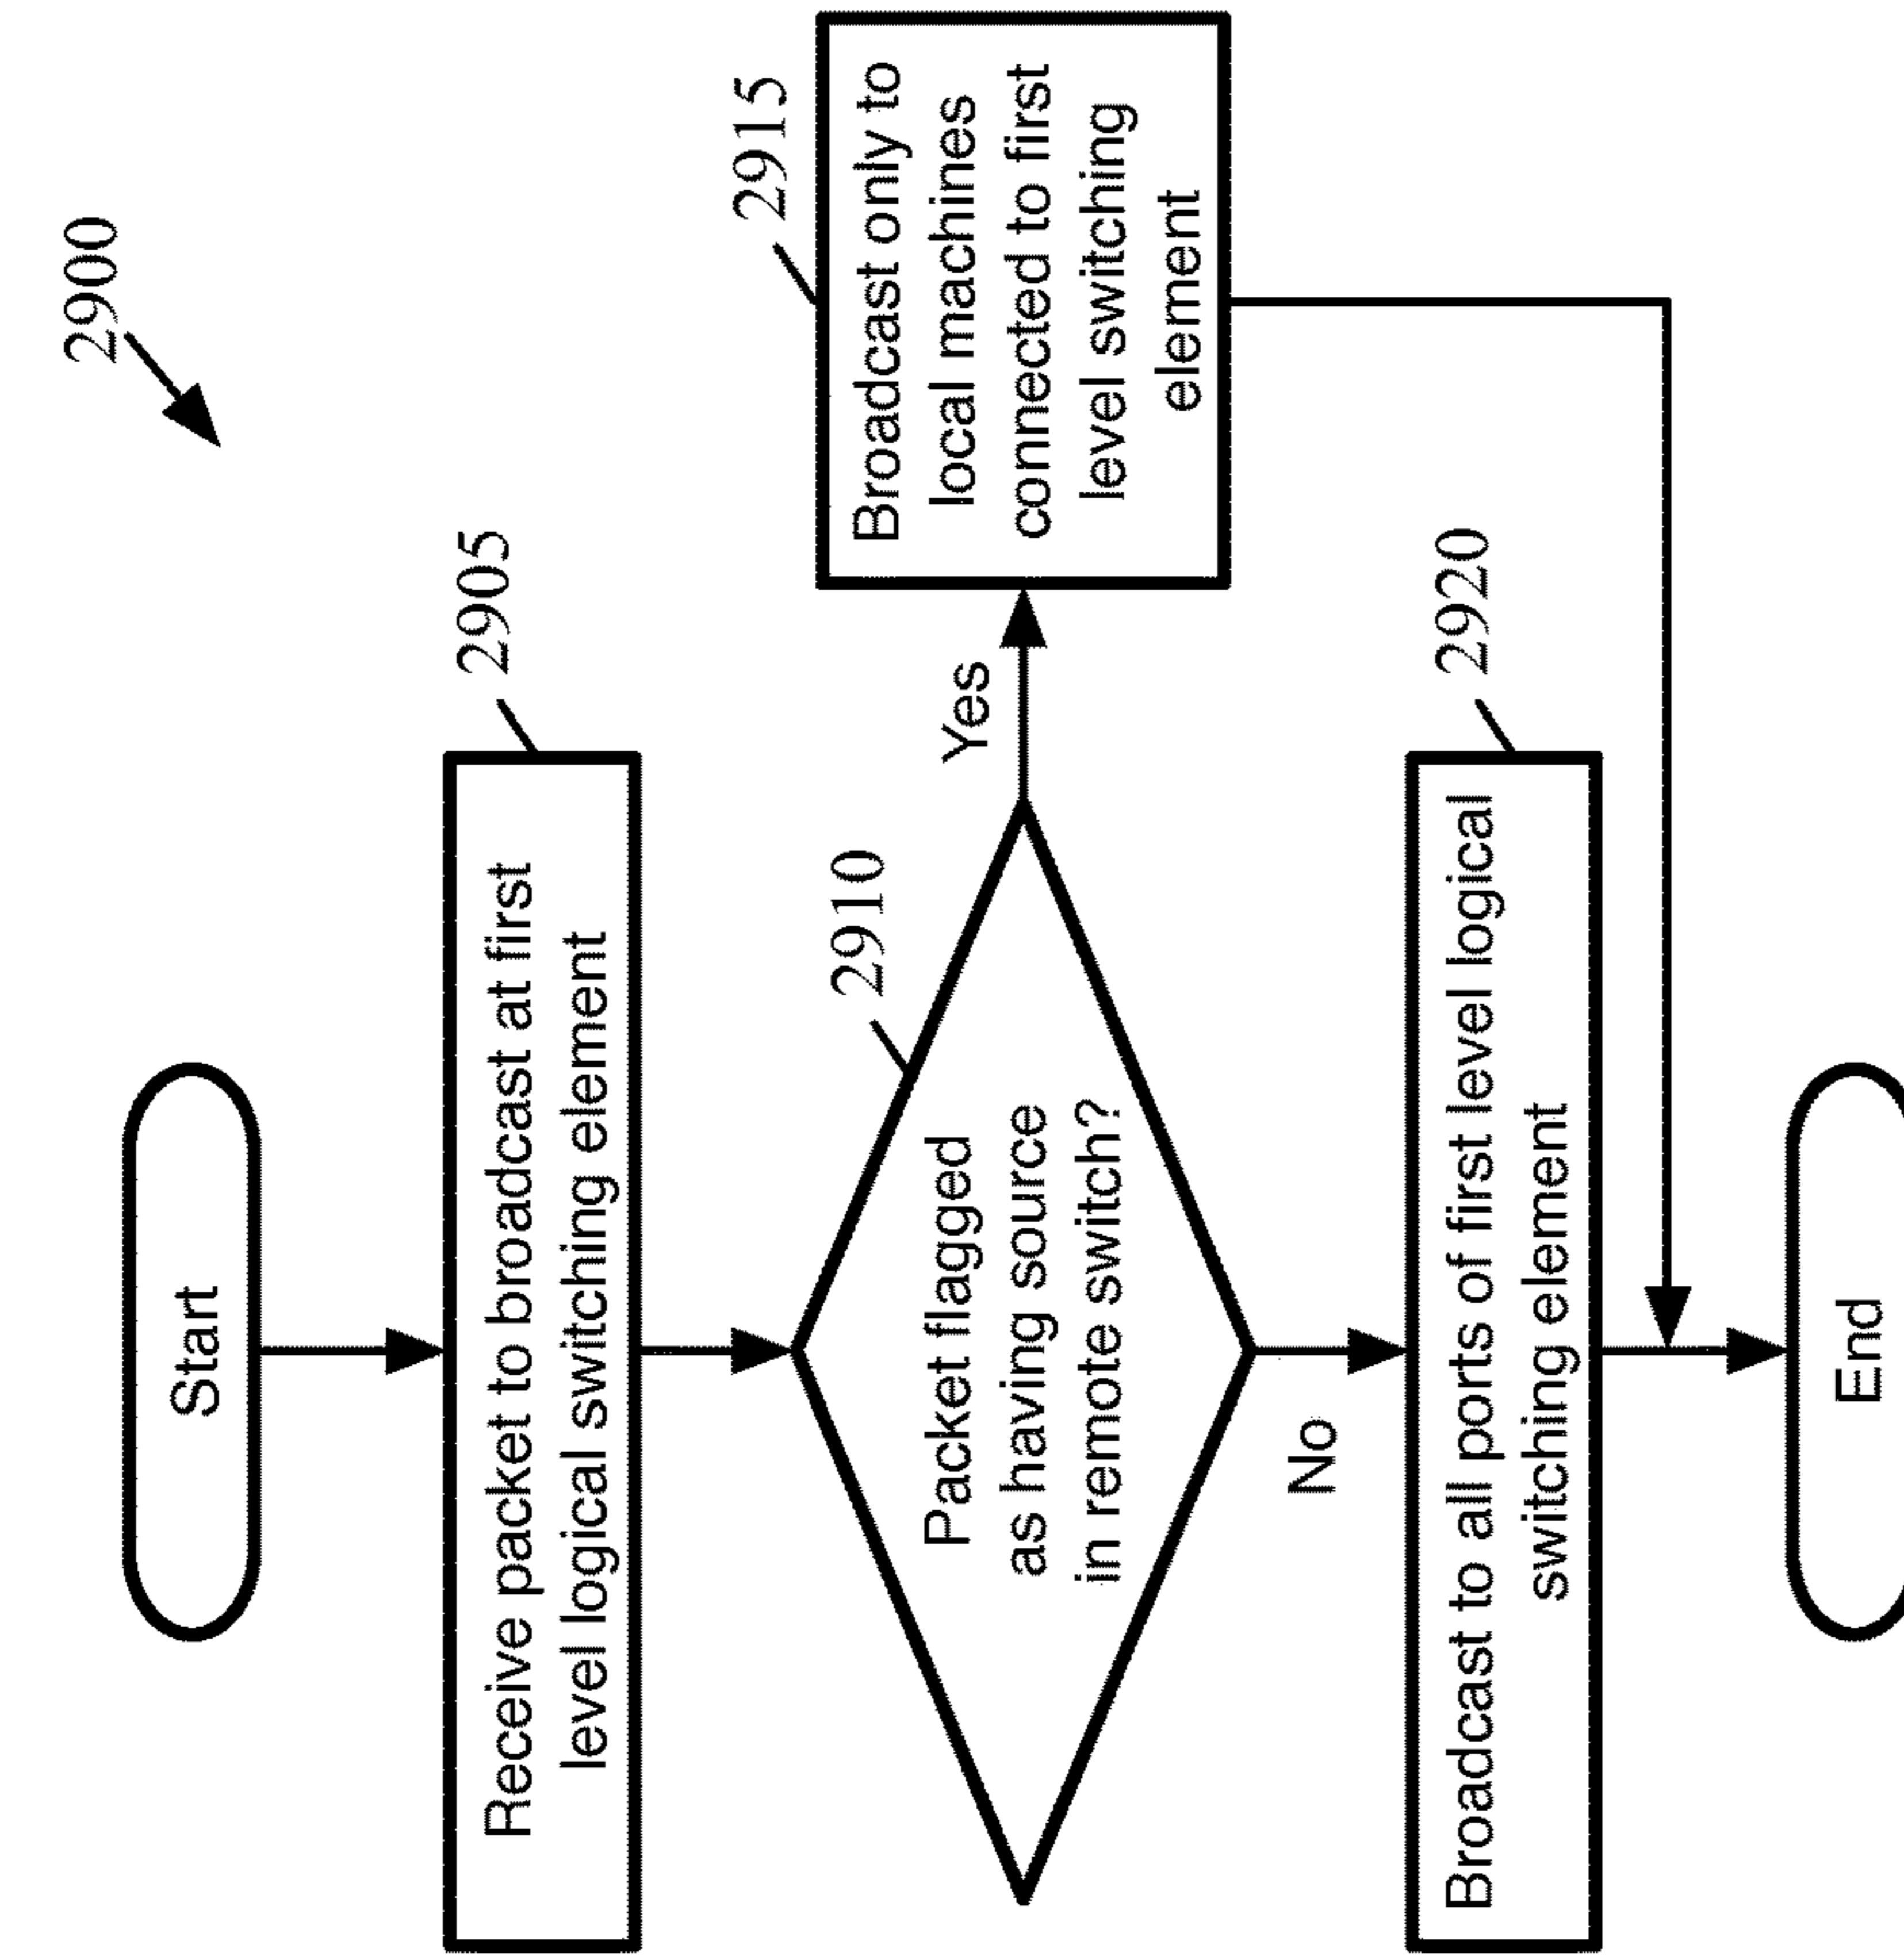 2900
Start
2905
Receive packet to broadcast at first
level logical switching element
2910
Packet flagged
as having source
in remote switch?
Yes
2915
Broadcast only to
local machines
connected to first
level switching
element
No
2920
Broadcast to all ports of first level logical
switching element
End